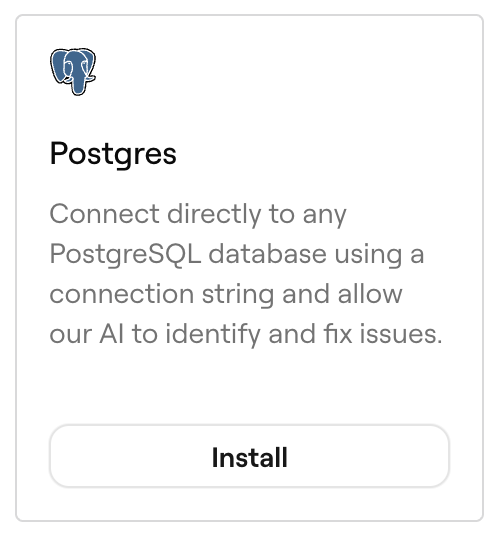 Postgres
Connect directly to any
PostgreSQL database using a
connection string and allow
our AI to identify and fix issues.
Install